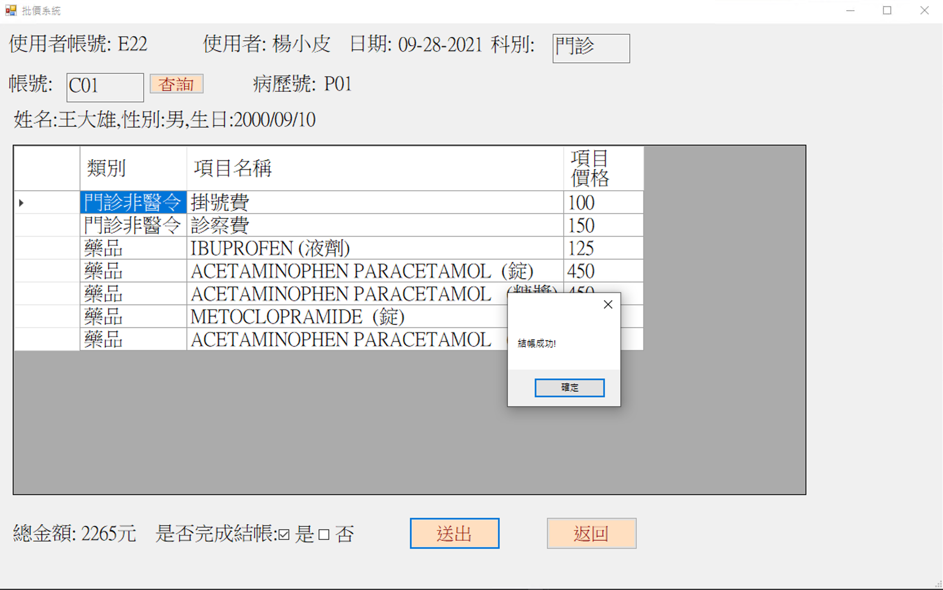 批價系統
使用者帳號: E22 使用者: 楊小皮 日期: 09-28-2021 科別: 門診
帳號: C01 查詢 病歷號: P01
姓名:王大雄,性別:男,生日:2000/09/10
類別 項目名稱 項目價格
門診非醫令 掛號費 100
門診非醫令 診察費 150
藥品 IBUPROFEN (液劑) 125
藥品 ACETAMINOPHEN PARACETAMOL (錠) 450
藥品 ACETAMINOPHEN PARACETAMOL (糖漿) 450
藥品 METOCLOPRAMIDE (錠)
藥品 ACETAMINOPHEN PARACETAMOL
結帳成功!
確定
總金額: 2265元 是否完成結帳:☑ 是 ☐ 否 送出 返回